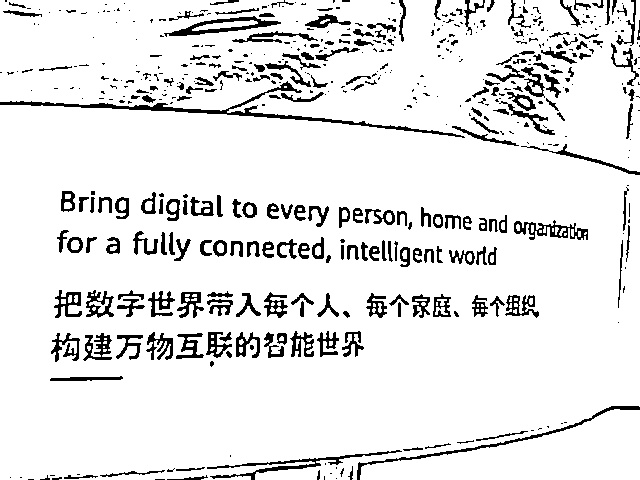 Bring digital to every person, home and organization
for a fully connected, intelligent world
把数字世界带入每个人、每个家庭、每个组织
构建万物互联的智能世界